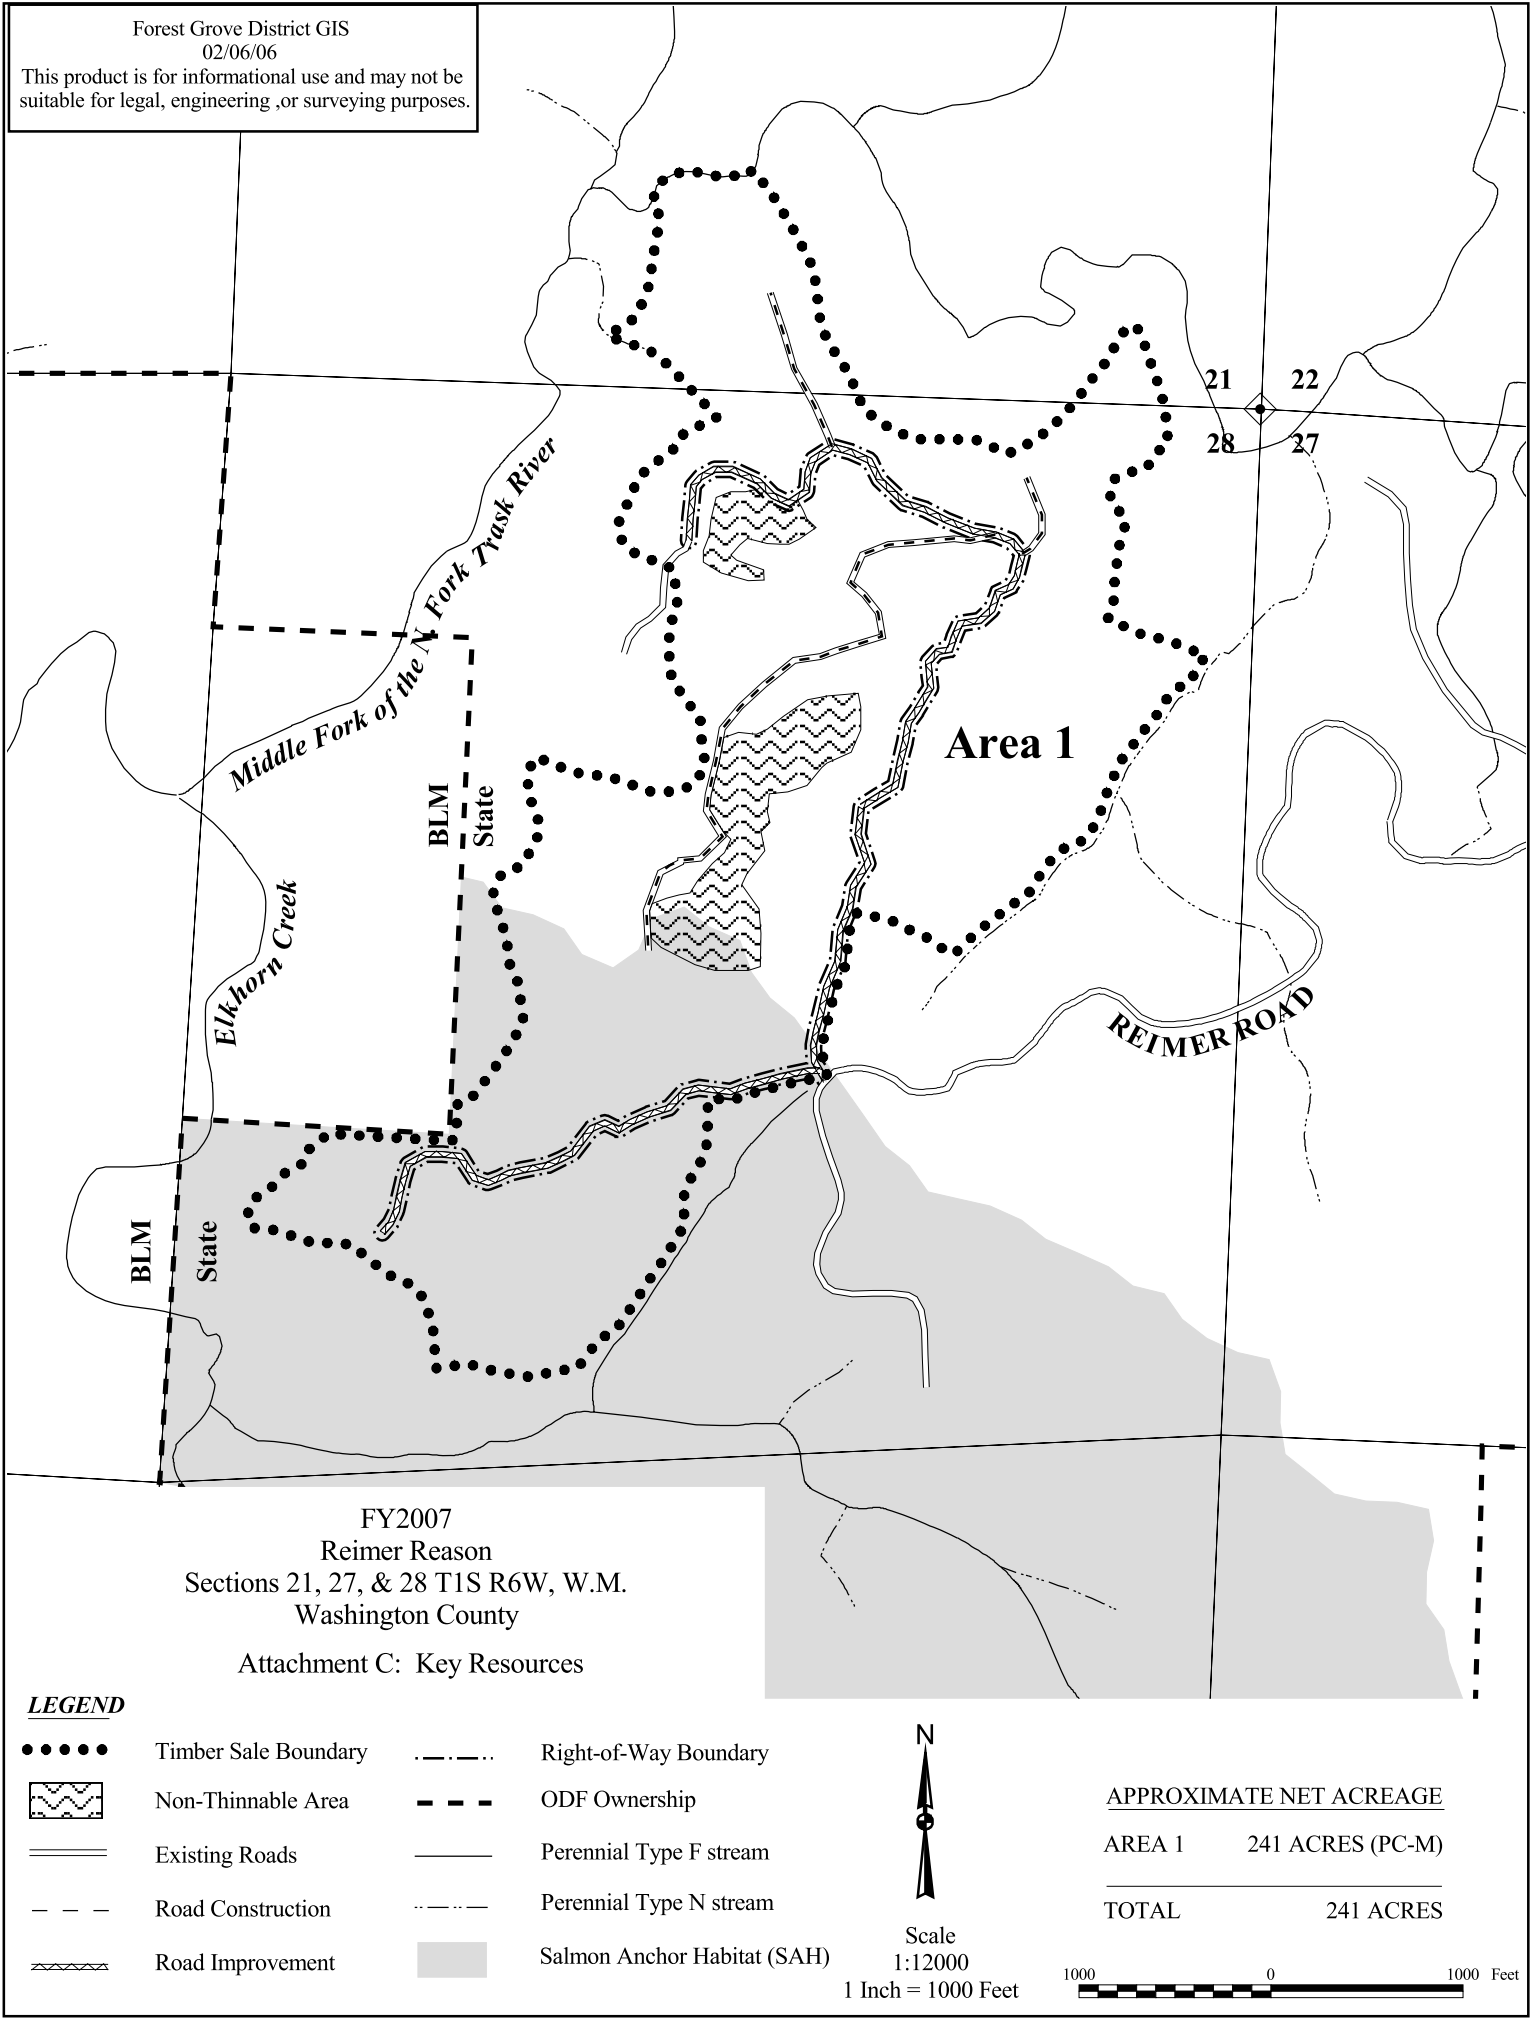 Forest Grove District GIS
02/06/06
This product is for informational use and may not be
suitable for legal, engineering ,or surveying purposes.
21
22
28
27
Middle Fork of the N. Fork Trask River
Area 1
BLM
State
Elkhorn Creek
REIMER ROAD
BLM
State
FY2007
Reimer Reason
Sections 21, 27, & 28 T1S R6W, W.M.
Washington County
Attachment C:  Key Resources
LEGEND
Timber Sale Boundary
Non-Thinnable Area
Existing Roads
Road Construction
Road Improvement
Right-of-Way Boundary
ODF Ownership
Perennial Type F stream
Perennial Type N stream
Salmon Anchor Habitat (SAH)
N
Scale
1:12000
1 Inch = 1000 Feet
APPROXIMATE NET ACREAGE
AREA 1 241 ACRES (PC-M)
TOTAL 241 ACRES
1000 0 1000 Feet